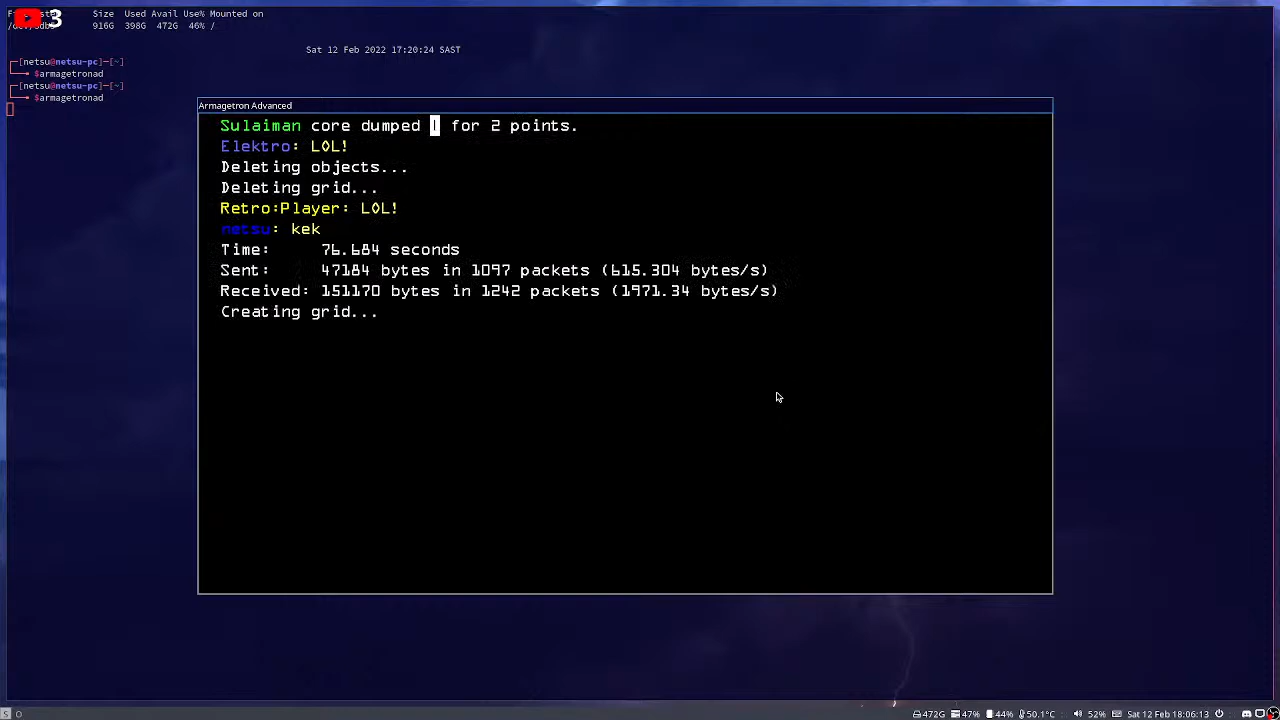 Size Used Avail Use% Mounted on
916G 398G 472G 46% /
3
Sat 12 Feb 2022 17:20:24 SAST
[netsu@netsu-pc]—[~]
$armagetronad
[netsu@netsu-pc]—[~]
$armagetronad
Armagetron Advanced
Sulaiman core dumped for 2 points.
Elektro: LOL!
Deleting objects...
Deleting grid...
Retro:Player: LOL!
netsu: kek
Time: 76.684 seconds
Sent: 47184 bytes in 1097 packets (615.304 bytes/s)
Received: 151170 bytes in 1242 packets (1971.34 bytes/s)
Creating grid...
S 472G 47% 44% 50.1°C 52% Sat 12 Feb 18:06:13